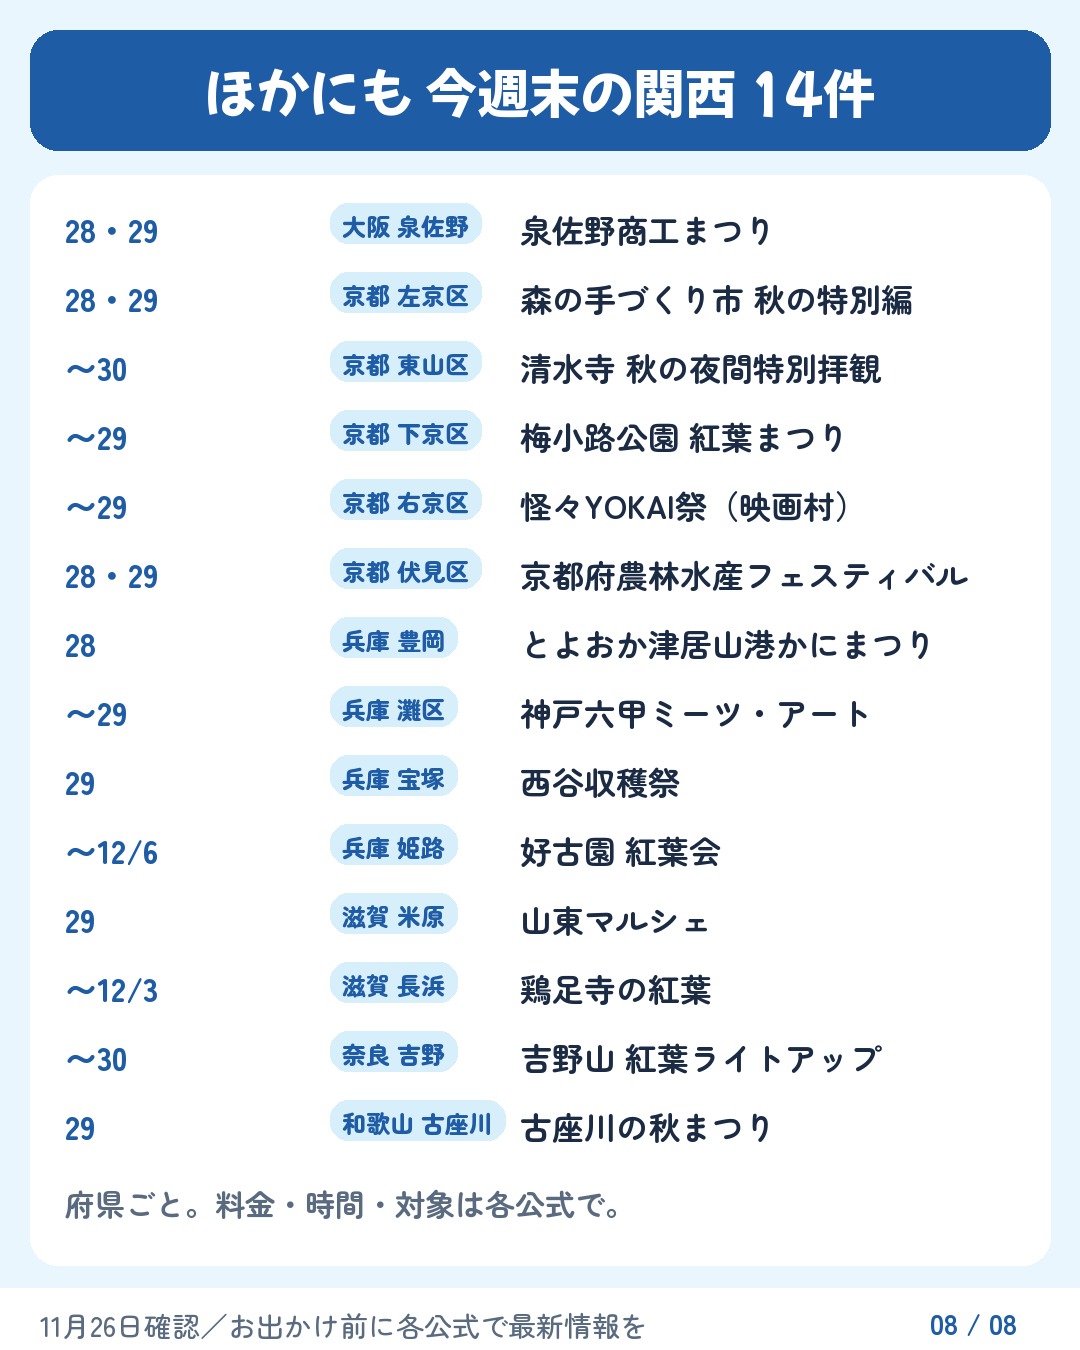 ほかにも 今週末の関西 14件
28・29 大阪 泉佐野 泉佐野商工まつり
28・29 京都 左京区 森の手づくり市 秋の特別編
〜30 京都 東山区 清水寺 秋の夜間特別拝観
〜29 京都 下京区 梅小路公園 紅葉まつり
〜29 京都 右京区 怪々YOKAI祭（映画村）
28・29 京都 伏見区 京都府農林水産フェスティバル
28 兵庫 豊岡 とよおか津居山港かにまつり
〜29 兵庫 灘区 神戸六甲ミーツ・アート
29 兵庫 宝塚 西谷収穫祭
〜12/6 兵庫 姫路 好古園 紅葉会
29 滋賀 米原 山東マルシェ
〜12/3 滋賀 長浜 鶏足寺の紅葉
〜30 奈良 吉野 吉野山 紅葉ライトアップ
29 和歌山 古座川 古座川の秋まつり
府県ごと。料金・時間・対象は各公式で。
11月26日確認／お出かけ前に各公式で最新情報を
08 / 08